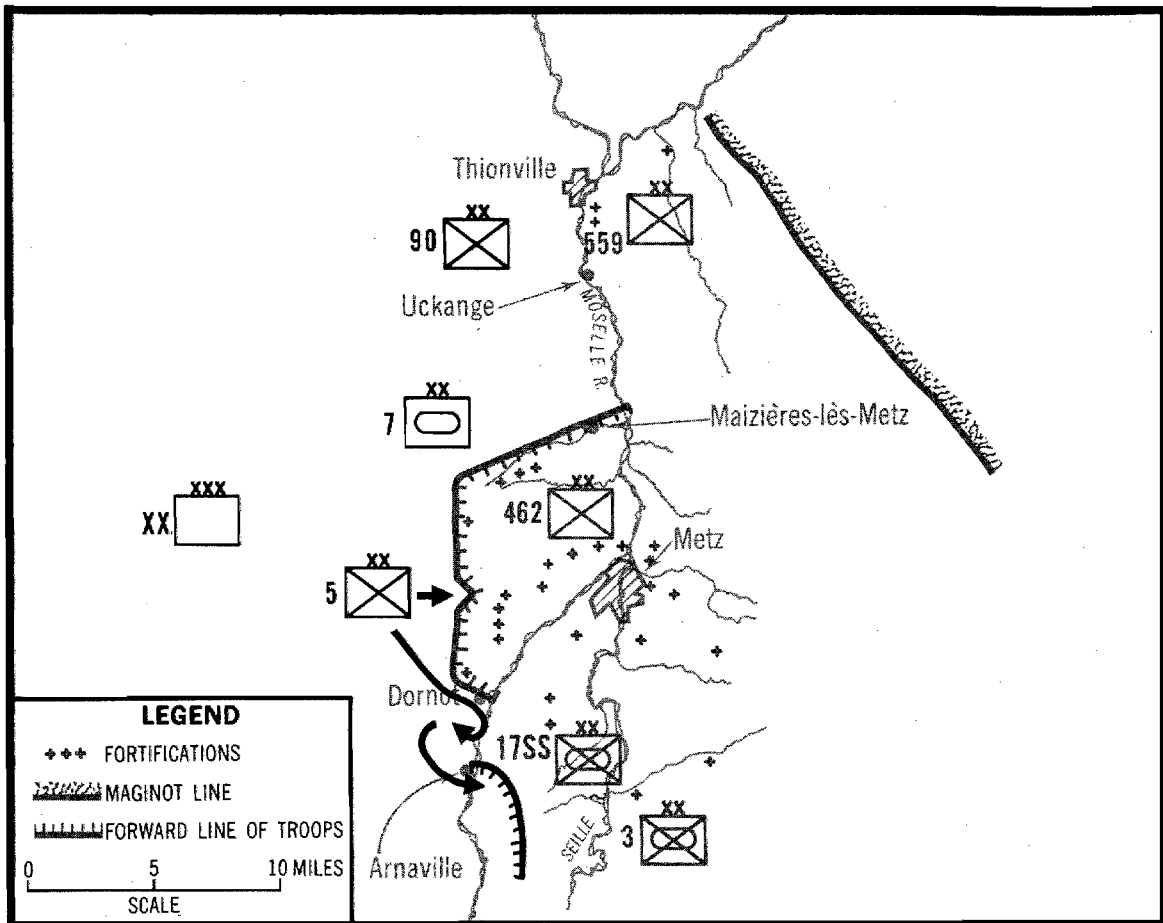 Thionville
XX
90
XX
559
Uckange
MOSELLE R.
XX
7
Maizières-lès-Metz
XXX
XX
XX
462
Metz
XX
5
Dornot
XX
17SS
XX
3
SEILLE
Arnaville
LEGEND
FORTIFICATIONS
MAGINOT LINE
FORWARD LINE OF TROOPS
0 5 10 MILES
SCALE